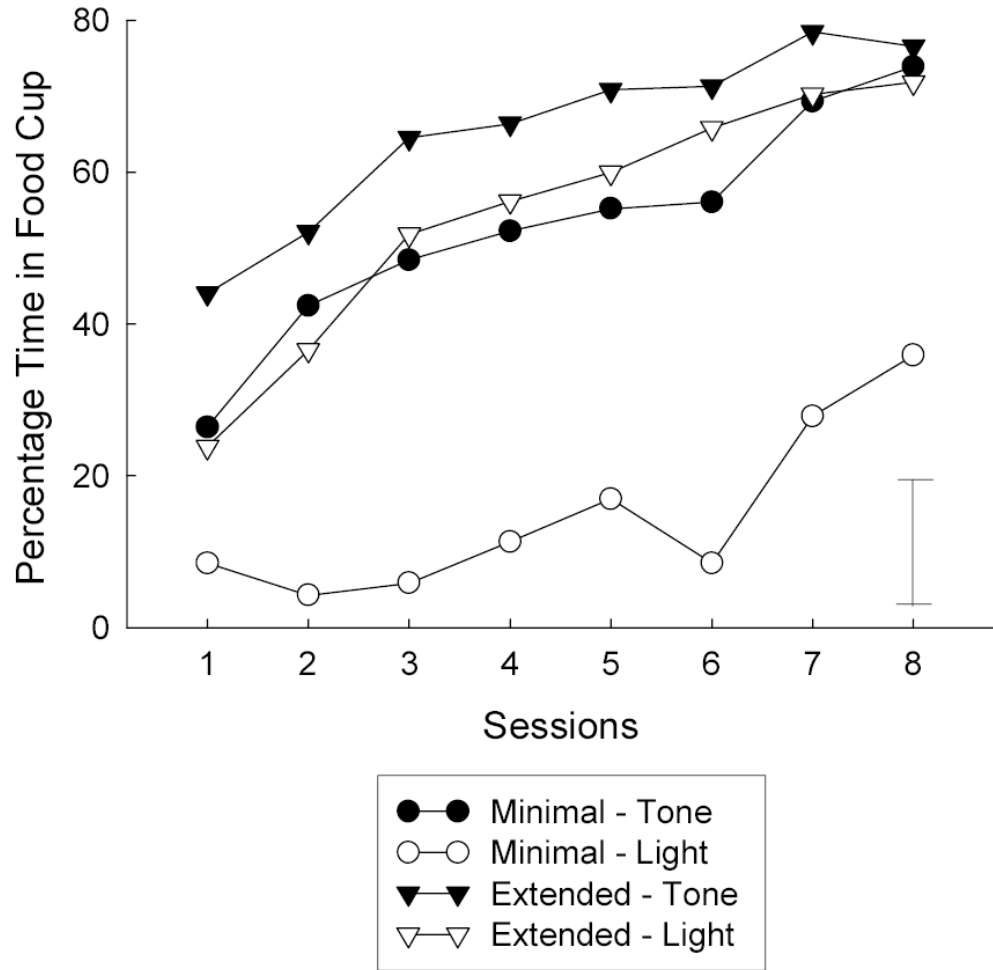 Percentage Time in Food Cup
80
60
40
20
0
1 2 3 4 5 6 7 8
Sessions
Minimal - Tone
Minimal - Light
Extended - Tone
Extended - Light